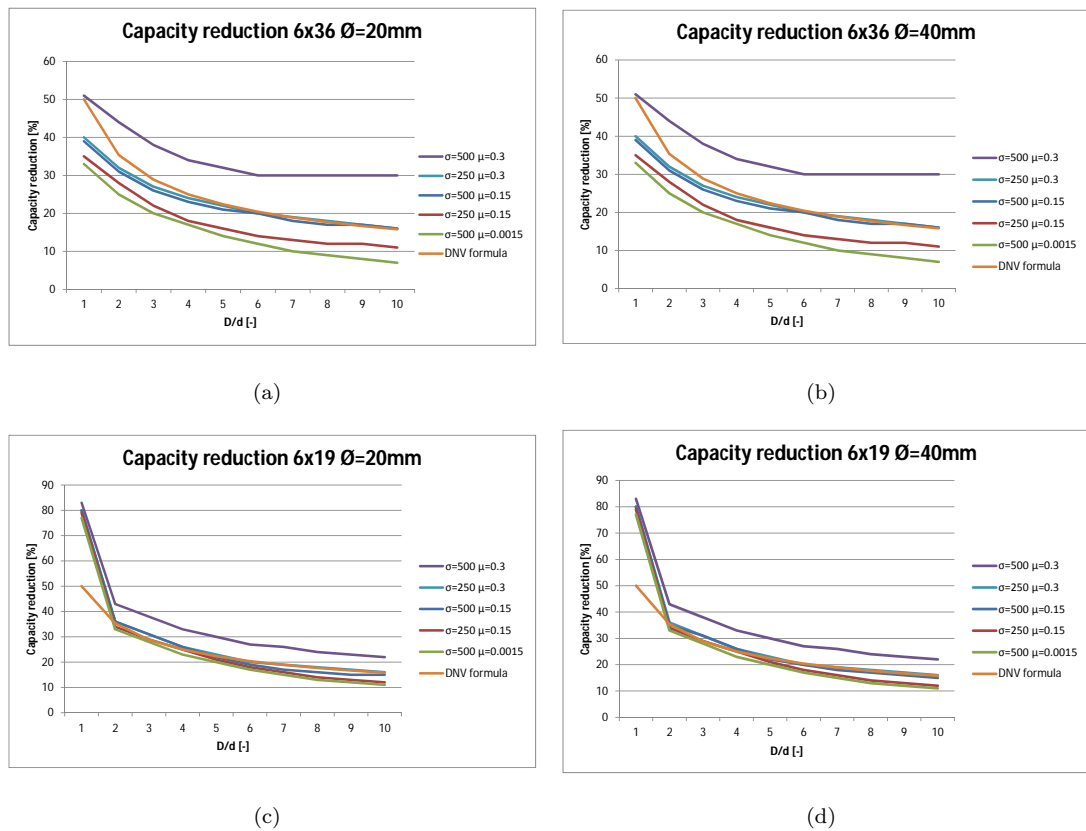 Capacity reduction 6x36 Ø=20mm
Capacity reduction [%]
60
50
40
30
20
10
0
1 2 3 4 5 6 7 8 9 10
D/d [-]
σ=500 μ=0.3
σ=250 μ=0.3
σ=500 μ=0.15
σ=250 μ=0.15
σ=500 μ=0.0015
DNV formula
(a)
Capacity reduction 6x36 Ø=40mm
Capacity reduction [%]
60
50
40
30
20
10
0
1 2 3 4 5 6 7 8 9 10
D/d [-]
σ=500 μ=0.3
σ=250 μ=0.3
σ=500 μ=0.15
σ=250 μ=0.15
σ=500 μ=0.0015
DNV formula
(b)
Capacity reduction 6x19 Ø=20mm
Capacity reduction [%]
90
80
70
60
50
40
30
20
10
0
1 2 3 4 5 6 7 8 9 10
D/d [-]
σ=500 μ=0.3
σ=250 μ=0.3
σ=500 μ=0.15
σ=250 μ=0.15
σ=500 μ=0.0015
DNV formula
(c)
Capacity reduction 6x19 Ø=40mm
Capacity reduction [%]
90
80
70
60
50
40
30
20
10
0
1 2 3 4 5 6 7 8 9 10
D/d [-]
σ=500 μ=0.3
σ=250 μ=0.3
σ=500 μ=0.15
σ=250 μ=0.15
σ=500 μ=0.0015
DNV formula
(d)